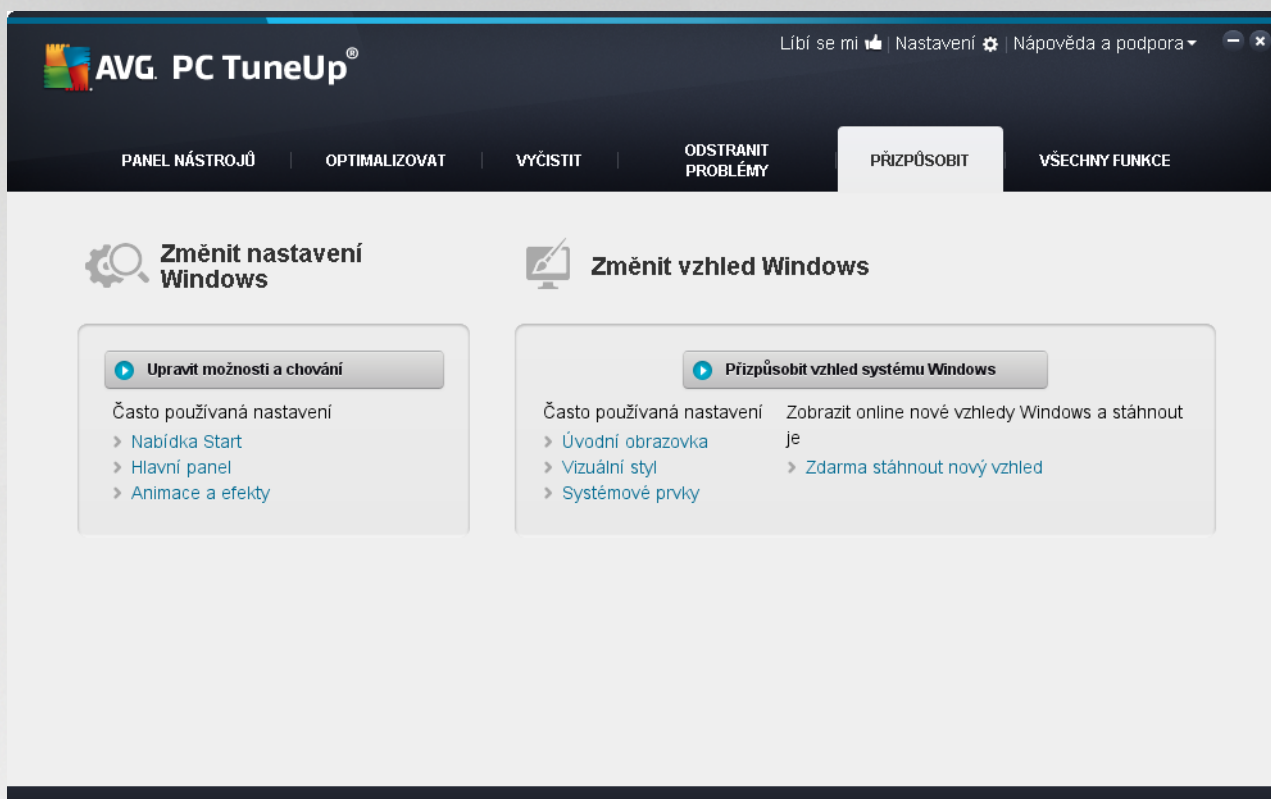 Líbí se mi | Nastavení | Nápověda a podpora
AVG. PC TuneUp®
PANEL NÁSTROJŮ
OPTIMALIZOVAT
VYČISTIT
ODSTRANIT
PROBLÉMY
PŘIZPŮSOBIT
VŠECHNY FUNKCE
Změnit nastavení
Windows
Upravit možnosti a chování
Často používaná nastavení
Nabídka Start
Hlavní panel
Animace a efekty
Změnit vzhled Windows
Přizpůsobit vzhled systému Windows
Často používaná nastavení
Úvodní obrazovka
Vizuální styl
Systémové prvky
Zobrazit online nové vzhledy Windows a stáhnout
je
Zdarma stáhnout nový vzhled